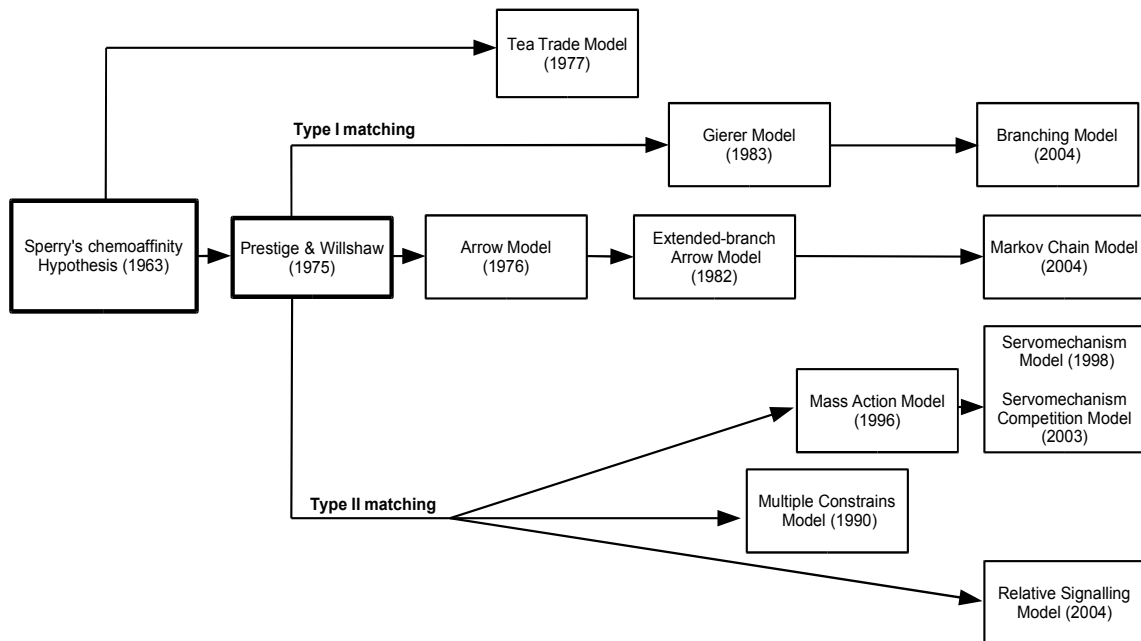 Tea Trade Model
(1977)
Type I matching
Gierer Model
(1983)
Branching Model
(2004)
Sperry's chemoaffinity
Hypothesis (1963)
Prestige & Willshaw
(1975)
Arrow Model
(1976)
Extended-branch
Arrow Model
(1982)
Markov Chain Model
(2004)
Servomechanism
Model (1998)
Servomechanism
Competition Model
(2003)
Mass Action Model
(1996)
Type II matching
Multiple Constrains
Model (1990)
Relative Signalling
Model (2004)